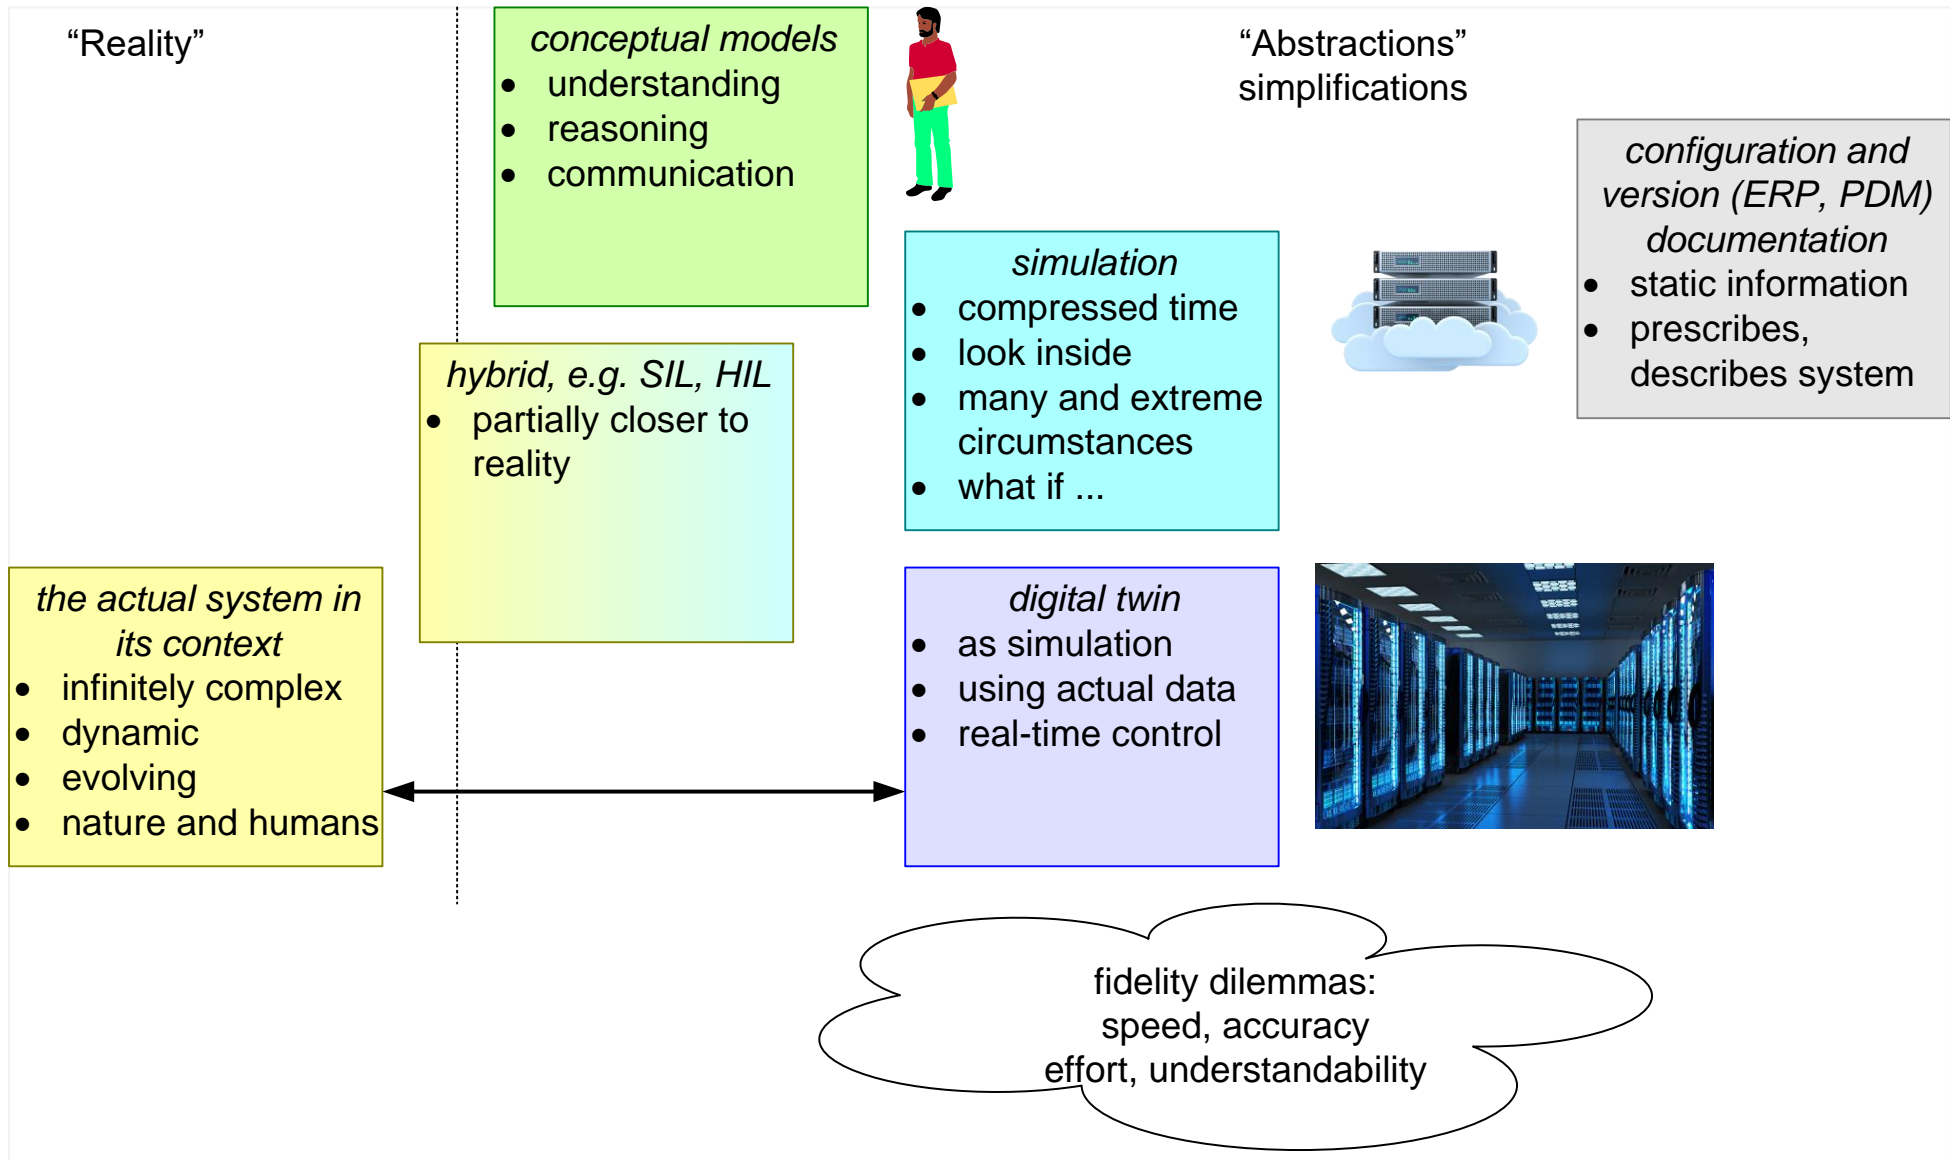 “Reality”
conceptual models
• understanding
• reasoning
• communication
“Abstractions”
simplifications
configuration and
version (ERP, PDM)
documentation
• static information
• prescribes,
describes system
simulation
• compressed time
• look inside
• many and extreme
circumstances
• what if ...
hybrid, e.g. SIL, HIL
• partially closer to
reality
the actual system in
its context
• infinitely complex
• dynamic
• evolving
• nature and humans
digital twin
• as simulation
• using actual data
• real-time control
fidelity dilemmas:
speed, accuracy
effort, understandability